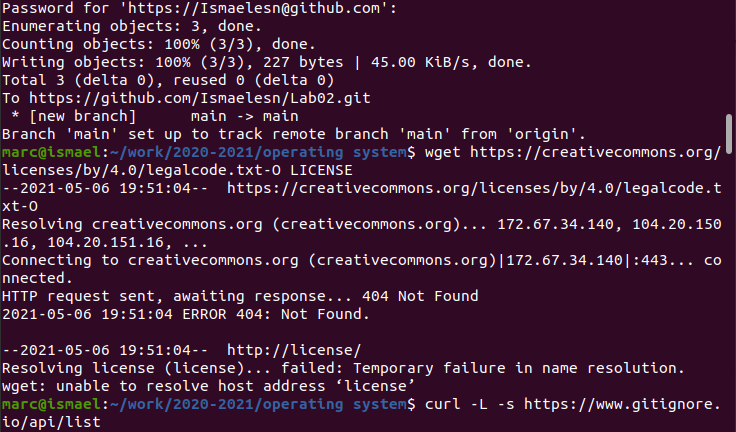 Password for 'https://Ismaelesn@github.com':
Enumerating objects: 3, done.
Counting objects: 100% (3/3), done.
Writing objects: 100% (3/3), 227 bytes | 45.00 KiB/s, done.
Total 3 (delta 0), reused 0 (delta 0)
To https://github.com/Ismaelesn/Lab02.git
 * [new branch]      main -> main
Branch 'main' set up to track remote branch 'main' from 'origin'.
marc@ismael:~/work/2020-2021/operating system$ wget https://creativecommons.org/
licenses/by/4.0/legalcode.txt-O LICENSE
--2021-05-06 19:51:04--  https://creativecommons.org/licenses/by/4.0/legalcode.t
xt-O
Resolving creativecommons.org (creativecommons.org)... 172.67.34.140, 104.20.150
.16, 104.20.151.16, ...
Connecting to creativecommons.org (creativecommons.org)|172.67.34.140|:443... co
nnected.
HTTP request sent, awaiting response... 404 Not Found
2021-05-06 19:51:04 ERROR 404: Not Found.

--2021-05-06 19:51:04--  http://license/
Resolving license (license)... failed: Temporary failure in name resolution.
wget: unable to resolve host address ‘license’
marc@ismael:~/work/2020-2021/operating system$ curl -L -s https://www.gitignore.
io/api/list